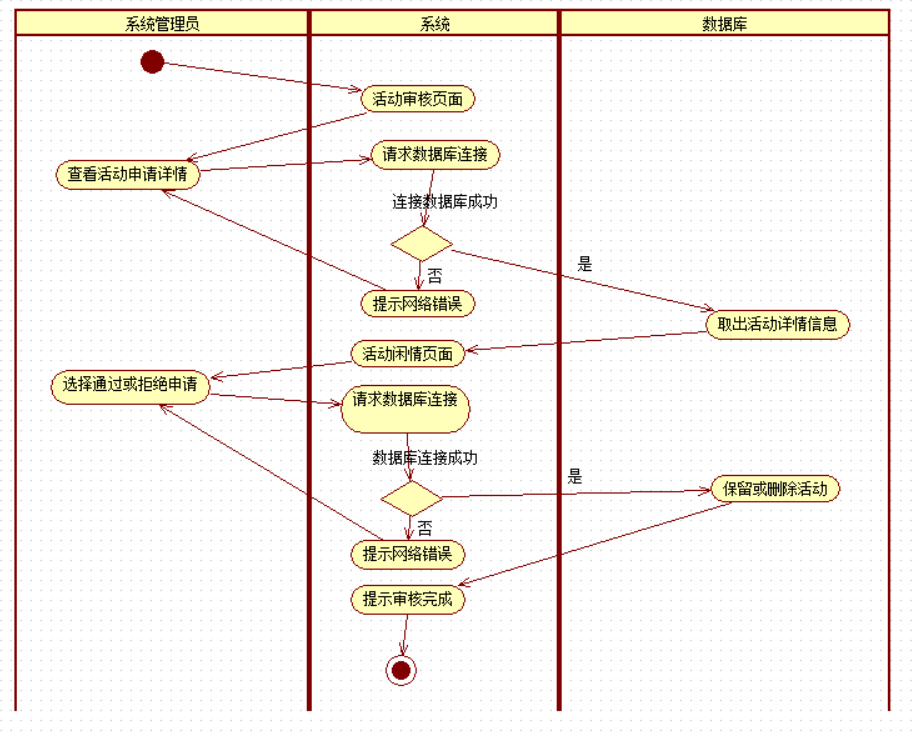 系统管理员
系统
数据库
活动审核页面
请求数据库连接
查看活动申请详情
连接数据库成功
否
是
提示网络错误
取出活动详情信息
活动闲情页面
选择通过或拒绝申请
请求数据库连接
数据库连接成功
是
保留或删除活动
否
提示网络错误
提示审核完成